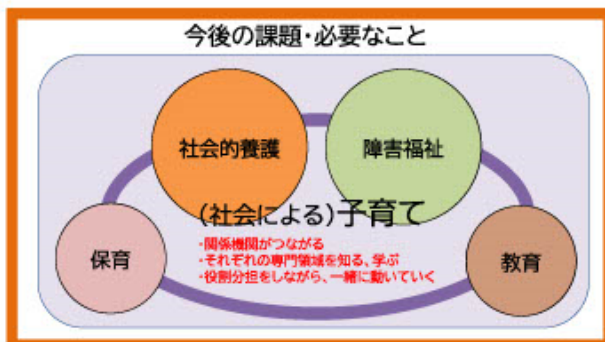 今後の課題・必要なこと
社会的養護
障害福祉
(社会による)子育て
・関係機関がつながる
・それぞれの専門領域を知る、学ぶ
・役割分担をしながら、一緒に動いていく
保育
教育